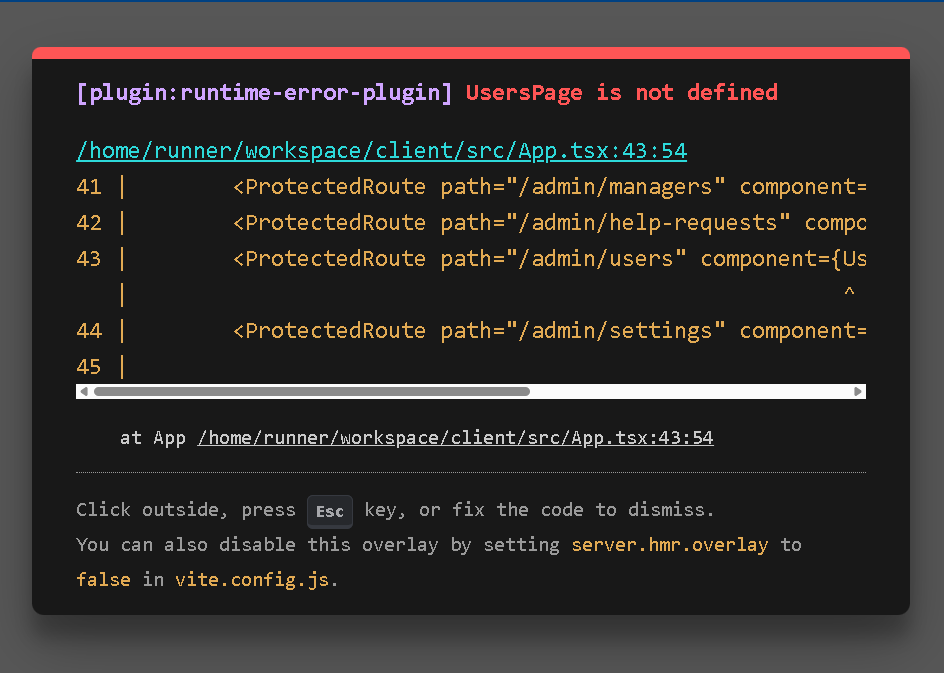 [plugin:runtime-error-plugin] UsersPage is not defined
/home/runner/workspace/client/src/App.tsx:43:54
41 |        <ProtectedRoute path="/admin/managers" component=
42 |        <ProtectedRoute path="/admin/help-requests" compo
43 |        <ProtectedRoute path="/admin/users" component={Us
   |                                                       ^
44 |        <ProtectedRoute path="/admin/settings" component=
45 |
at App /home/runner/workspace/client/src/App.tsx:43:54
Click outside, press Esc key, or fix the code to dismiss.
You can also disable this overlay by setting server.hmr.overlay to
false in vite.config.js.